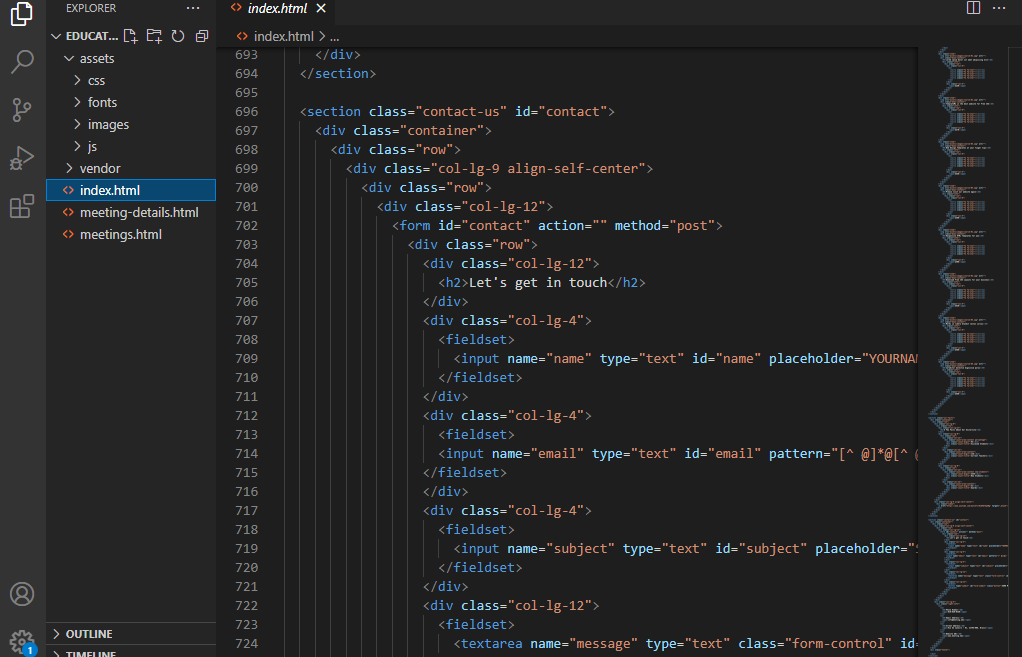 EXPLORER
EDUCAT...
assets
css
fonts
images
js
vendor
index.html
meeting-details.html
meetings.html
OUTLINE
TIMELINE
1
index.html
index.html > ...
693 </div>
694 </section>
695
696 <section class="contact-us" id="contact">
697 <div class="container">
698 <div class="row">
699 <div class="col-lg-9 align-self-center">
700 <div class="row">
701 <div class="col-lg-12">
702 <form id="contact" action="" method="post">
703 <div class="row">
704 <div class="col-lg-12">
705 <h2>Let's get in touch</h2>
706 </div>
707 <div class="col-lg-4">
708 <fieldset>
709 <input name="name" type="text" id="name" placeholder="YOURNA
710 </fieldset>
711 </div>
712 <div class="col-lg-4">
713 <fieldset>
714 <input name="email" type="text" id="email" pattern="[^ @]*@[^ @
715 </fieldset>
716 </div>
717 <div class="col-lg-4">
718 <fieldset>
719 <input name="subject" type="text" id="subject" placeholder="
720 </fieldset>
721 </div>
722 <div class="col-lg-12">
723 <fieldset>
724 <textarea name="message" type="text" class="form-control" id=